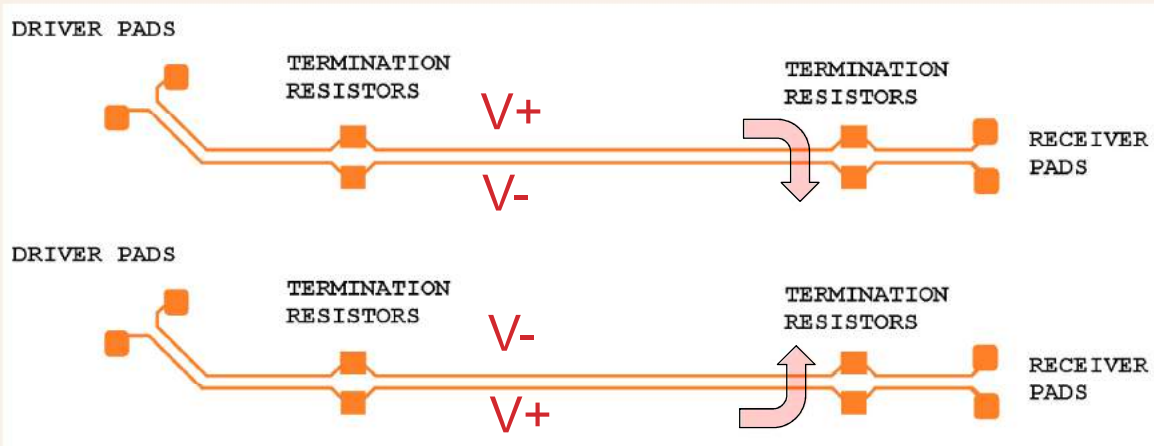 DRIVER PADS
TERMINATION
RESISTORS
V+
TERMINATION
RESISTORS
RECEIVER
PADS
V-
DRIVER PADS
TERMINATION
RESISTORS
V-
TERMINATION
RESISTORS
RECEIVER
PADS
V+